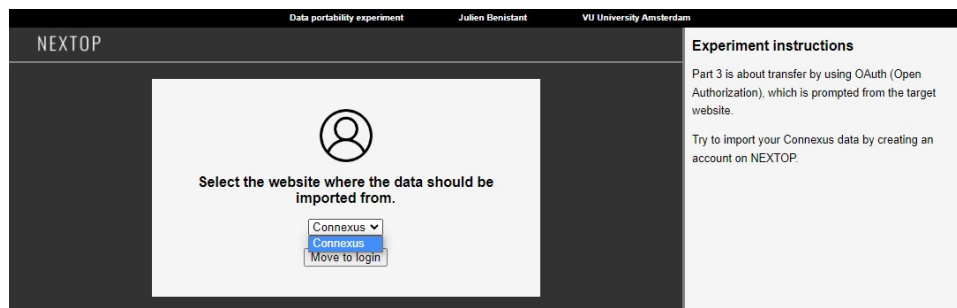 Data portability experiment Julien Benistant VU University Amsterdam
NEXTOP
Select the website where the data should be
imported from.
Connexus
Connexus
Move to login
Experiment instructions
Part 3 is about transfer by using OAuth (Open
Authorization), which is prompted from the target
website.
Try to import your Connexus data by creating an
account on NEXTOP.